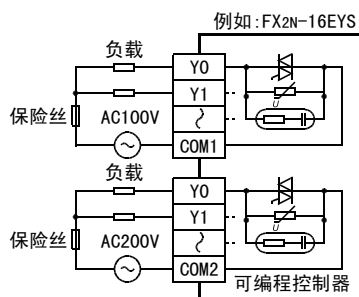 例如:FX2N-16EYS
负载
Y0
Y1
保险丝
AC100V
U
COM1
负载
Y0
Y1
保险丝
AC200V
U
COM2
可编程控制器